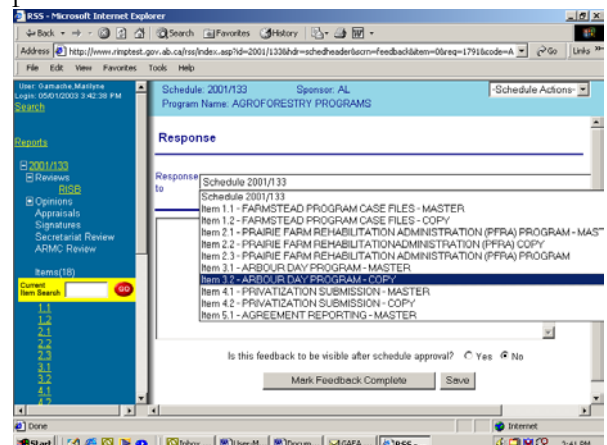 RSS - Microsoft Internet Explorer
Back
Search Favorites History
Address http://www.rimptest.gov.ab.ca/rss/index.asp?id=2001/133&hdr=schedheader&scrn=feedback&item=0&req=1791&code=A Go Links
File Edit View Favorites Tools Help
User: Gamache,Marilyne
Login: 05/01/2003 3:42:38 PM
Search
Reports
2001/133
Reviews
RISB
Opinions
Appraisals
Signatures
Secretariat Review
ARMC Review
Items(18)
Current Item Search GO
1.1
1.2
2.1
2.2
2.3
3.1
3.2
4.1
4.2
Schedule: 2001/133 Sponsor: AL -Schedule Actions-
Program Name: AGROFORESTRY PROGRAMS
Response
Response to
Schedule 2001/133
Schedule 2001/133
Item 1.1 - FARMSTEAD PROGRAM CASE FILES - MASTER
Item 1.2 - FARMSTEAD PROGRAM CASE FILES - COPY
Item 2.1 - PRAIRIE FARM REHABILITATION ADMINISTRATION (PFRA) PROGRAM - MAST
Item 2.2 - PRAIRIE FARM REHABILITATIONADMINISTRATION (PFRA) COPY
Item 2.3 - PRAIRIE FARM REHABILITATION ADMINISTRATION (PFRA) PROGRAM
Item 3.1 - ARBOUR DAY PROGRAM - MASTER
Item 3.2 - ARBOUR DAY PROGRAM - COPY
Item 4.1 - PRIVATIZATION SUBMISSION - MASTER
Item 4.2 - PRIVATIZATION SUBMISSION - COPY
Item 5.1 - AGREEMENT REPORTING - MASTER
Is this feedback to be visible after schedule approval? Yes No
Mark Feedback Complete Save
Done Internet
Start Inbox User-M Docum GAFA RSS - 3:41 PM